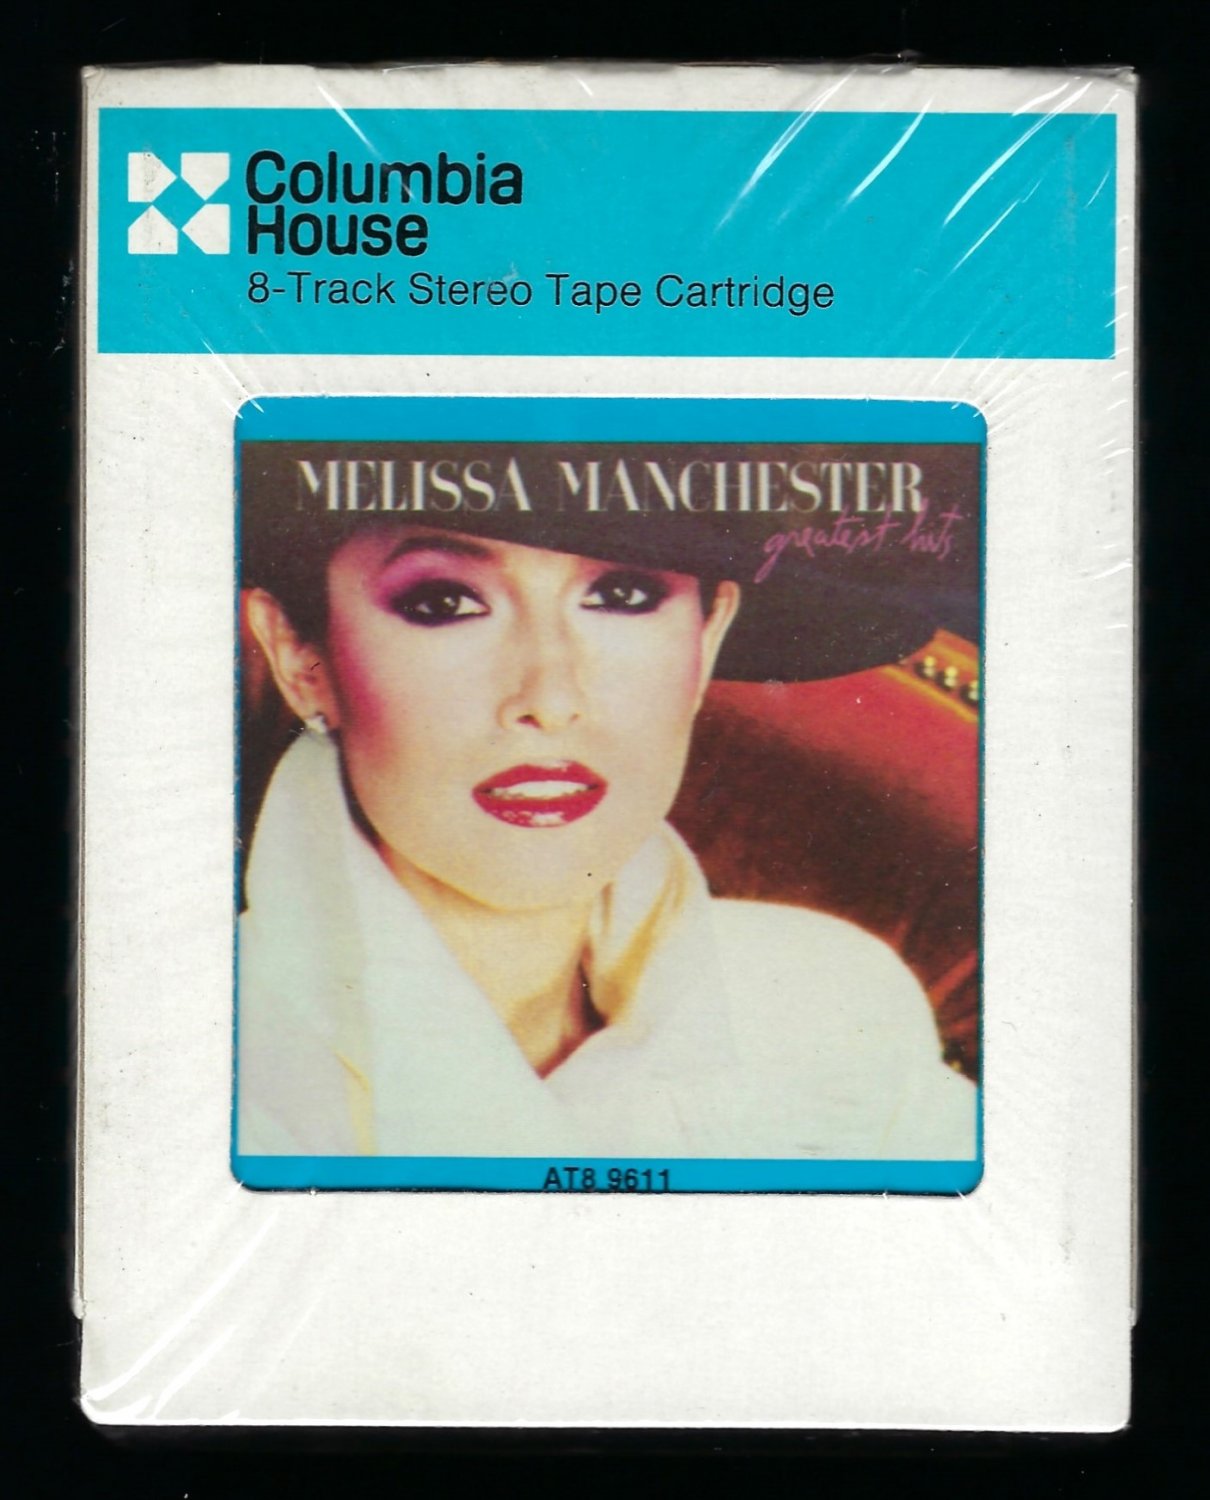 Columbia
House
8-Track Stereo Tape Cartridge
MELISSA MANCHESTER
greatest hits
AT8 9611